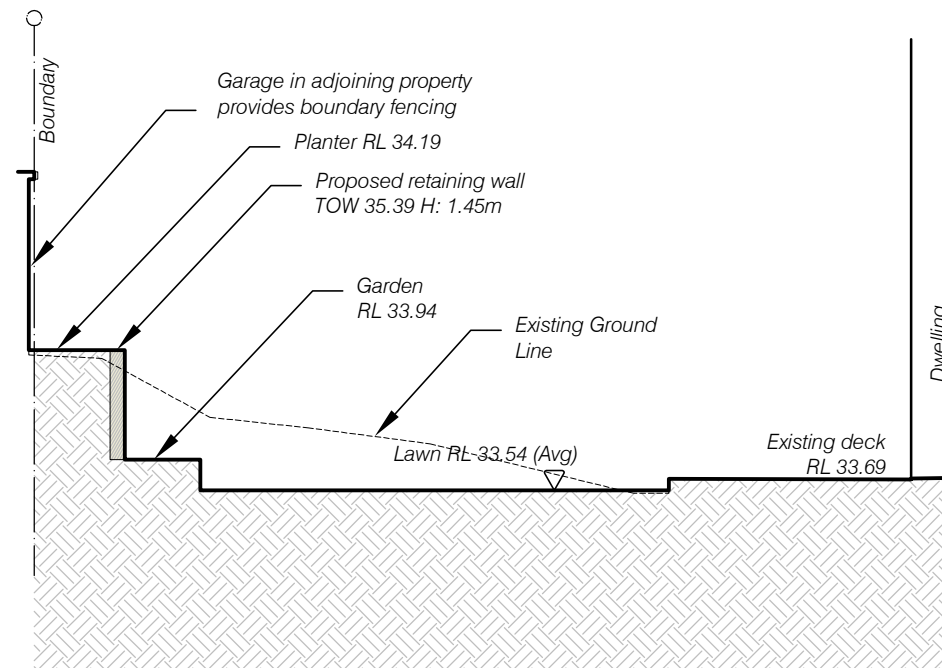 Boundary
Garage in adjoining property
provides boundary fencing
Planter RL 34.19
Proposed retaining wall
TOW 35.39 H: 1.45m
Garden
RL 33.94
Existing Ground
Line
Lawn RL 33.54 (Avg)
Existing deck
RL 33.69
Dwelling